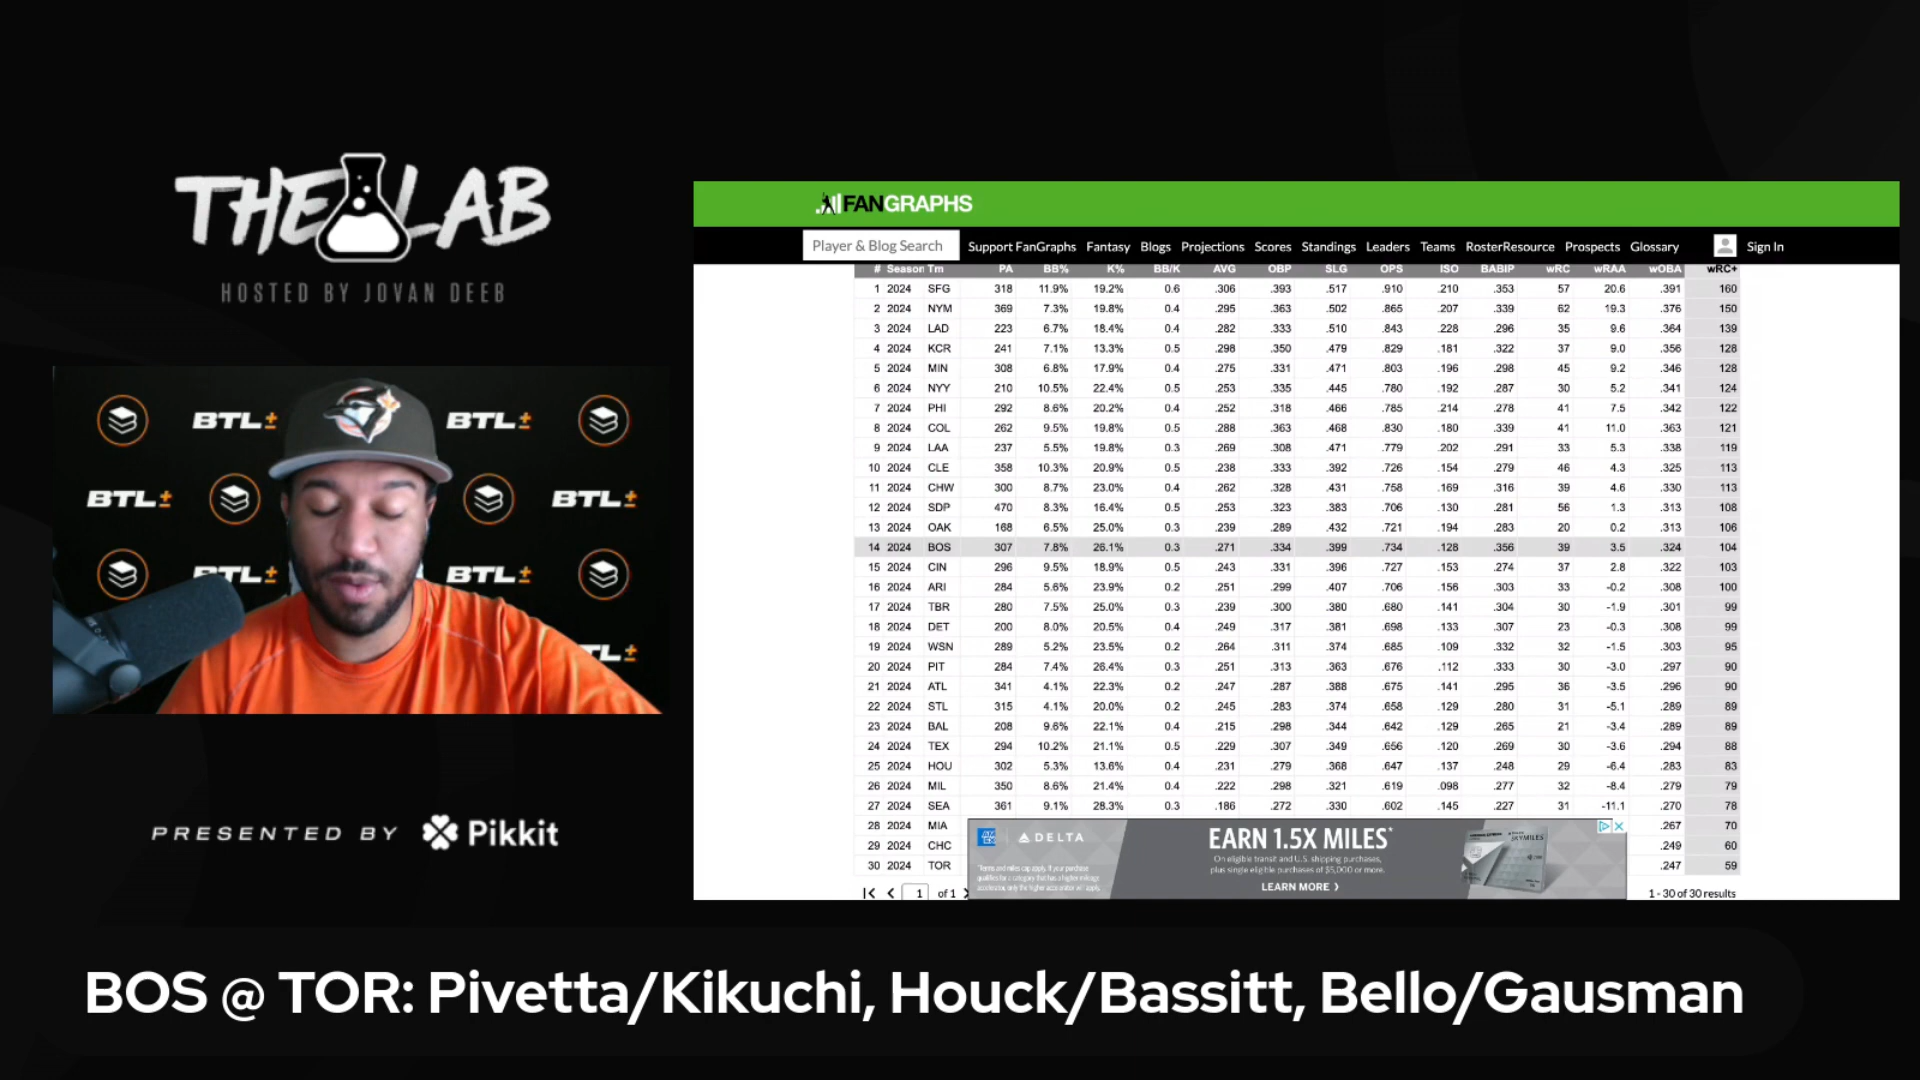 THE LAB
HOSTED BY JOVAN DEEB
BTL± BTL±
BTL± BTL±
BTL± BTL±
TL±
PRESENTED BY Pikkit
FANGRAPHS
Player & Blog Search Support FanGraphs Fantasy Blogs Projections Scores Standings Leaders Teams RosterResource Prospects Glossary Sign In
# Season Tm PA BB% K% BB/K AVG OBP SLG OPS ISO BABIP wRC wRAA wOBA wRC+
1 2024 SFG 318 11.9% 19.2% 0.6 .306 .393 .517 .910 .210 .353 57 20.6 .391 160
2 2024 NYM 369 7.3% 19.8% 0.4 .295 .363 .502 .865 .207 .339 62 19.3 .376 150
3 2024 LAD 223 6.7% 18.4% 0.4 .282 .333 .510 .843 .228 .296 35 9.6 .364 139
4 2024 KCR 241 7.1% 13.3% 0.5 .298 .350 .479 .829 .181 .322 37 9.0 .356 128
5 2024 MIN 308 6.8% 17.9% 0.4 .275 .331 .471 .803 .196 .298 45 9.2 .346 128
6 2024 NYY 210 10.5% 22.4% 0.5 .253 .335 .445 .780 .192 .287 30 5.2 .341 124
7 2024 PHI 292 8.6% 20.2% 0.4 .252 .318 .466 .785 .214 .278 41 7.5 .342 122
8 2024 COL 262 9.5% 19.8% 0.5 .288 .363 .468 .830 .180 .339 41 11.0 .363 121
9 2024 LAA 237 5.5% 19.8% 0.3 .269 .308 .471 .779 .202 .291 33 5.3 .338 119
10 2024 CLE 358 10.3% 20.9% 0.5 .238 .333 .392 .726 .154 .279 46 4.3 .325 113
11 2024 CHW 300 8.7% 23.0% 0.4 .262 .328 .431 .758 .169 .316 39 4.6 .330 113
12 2024 SDP 470 8.3% 16.4% 0.5 .253 .323 .383 .706 .130 .281 56 1.3 .313 108
13 2024 OAK 168 6.5% 25.0% 0.3 .239 .289 .432 .721 .194 .283 20 0.2 .313 106
14 2024 BOS 307 7.8% 26.1% 0.3 .271 .334 .399 .734 .128 .356 39 3.5 .324 104
15 2024 CIN 296 9.5% 18.9% 0.5 .243 .331 .396 .727 .153 .274 37 2.8 .322 103
16 2024 ARI 284 5.6% 23.9% 0.2 .251 .299 .407 .706 .156 .303 33 -0.2 .308 100
17 2024 TBR 280 7.5% 25.0% 0.3 .239 .300 .380 .680 .141 .304 30 -1.9 .301 99
18 2024 DET 200 8.0% 20.5% 0.4 .249 .317 .381 .698 .133 .307 23 -0.3 .308 99
19 2024 WSN 289 5.2% 23.5% 0.2 .264 .311 .374 .685 .109 .332 32 -1.5 .303 95
20 2024 PIT 284 7.4% 26.4% 0.3 .251 .313 .363 .676 .112 .333 30 -3.0 .297 90
21 2024 ATL 341 4.1% 22.3% 0.2 .247 .287 .388 .675 .141 .295 36 -3.5 .296 90
22 2024 STL 315 4.1% 20.0% 0.2 .245 .283 .374 .658 .129 .280 31 -5.1 .289 89
23 2024 BAL 208 9.6% 22.1% 0.4 .215 .298 .344 .642 .129 .265 21 -3.4 .289 89
24 2024 TEX 294 10.2% 21.1% 0.5 .229 .307 .349 .656 .120 .269 30 -3.6 .294 88
25 2024 HOU 302 5.3% 13.6% 0.4 .231 .279 .368 .647 .137 .248 29 -6.4 .283 83
26 2024 MIL 350 8.6% 21.4% 0.4 .222 .298 .321 .619 .098 .277 32 -8.4 .279 79
27 2024 SEA 361 9.1% 28.3% 0.3 .186 .272 .330 .602 .145 .227 31 -11.1 .270 78
28 2024 MIA .267 70
29 2024 CHC .249 60
30 2024 TOR .247 59
DELTA
EARN 1.5X MILES*
On eligible transit and U.S. shipping purchases,
plus single eligible purchases of $5,000 or more.
LEARN MORE
1 of 1
1 - 30 of 30 results
BOS @ TOR: Pivetta/Kikuchi, Houck/Bassitt, Bello/Gausman